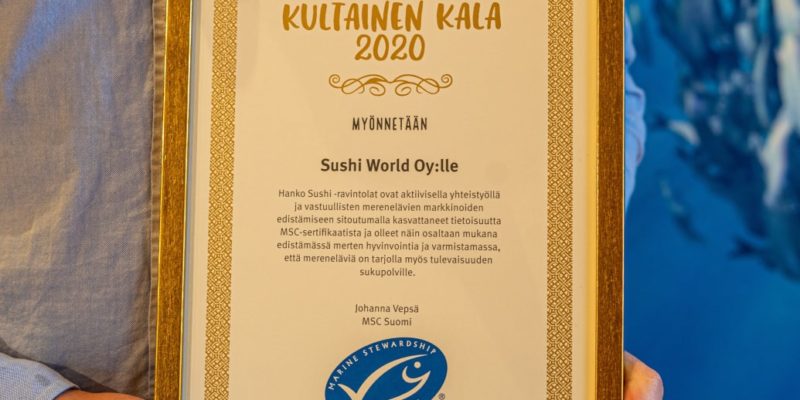 KULTAINEN KALA
2020
MYÖNNETÄÄN
Sushi World Oy:lle
Hanko Sushi -ravintolat ovat aktiivisella yhteistyöllä
ja vastuullisten merenelävien markkinoiden
edistämiseen sitoutumalla kasvattaneet tietoisuutta
MSC-sertifikaatista ja olleet näin osaltaan mukana
edistämässä merten hyvinvointia ja varmistamassa,
että mereneläviä on tarjolla myös tulevaisuuden
sukupolville.
Johanna Vepsä
MSC Suomi
MARINE STEWARDSHIP
®